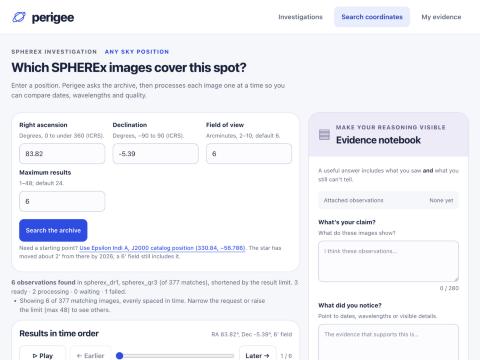 perigee
Investigations
Search coordinates
My evidence
SPHEREX INVESTIGATION ANY SKY POSITION
Which SPHEREx images cover this spot?
Enter a position. Perigee asks the archive, then processes each image one at a time so you
can compare dates, wavelengths and quality.
Right ascension
Degrees, 0 to under 360 (ICRS).
83.82
Declination
Degrees, −90 to 90 (ICRS).
-5.39
Field of view
Arcminutes, 2–10, default 6.
6
Maximum results
1–48; default 24.
6
Search the archive
Need a starting point? Use Epsilon Indi A, J2000 catalog position (330.84, −56.786). The star has
moved about 2′ from there by 2026, a 6′ field still includes it.
6 observations found in spherex_dr1, spherex_qr3 (of 377 matches), shortened by the result limit. 3
ready · 2 processing · 0 waiting · 1 failed.
• Showing 6 of 377 matching images, evenly spaced in time. Narrow the request or raise
the limit (max 48) to see others.
Results in time order
RA 83.82°, Dec -5.39°, 6′ field
▷ Play
← Earlier
Later →
1 / 6
MAKE YOUR REASONING VISIBLE
Evidence notebook
A useful answer includes what you saw and what you
still can't tell.
Attached observations
None yet
What's your claim?
What do these images show?
I think these observations...
0 / 280
What did you notice?
Point to dates, wavelengths or visible details.
The evidence that supports this is...